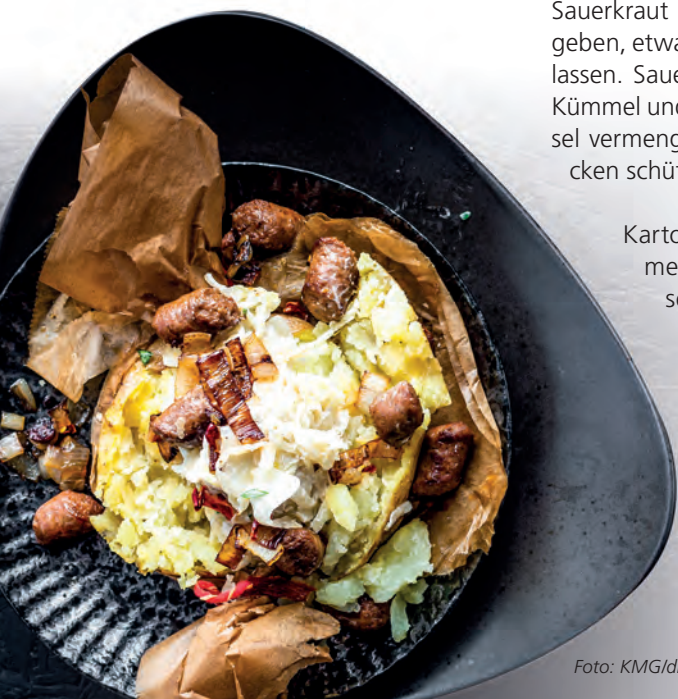 Sauerkraut
geben, etwa
lassen. Saue
Kümmel und
sel vermeng
cken schüt
Karto
me
se
Foto: KMG/d